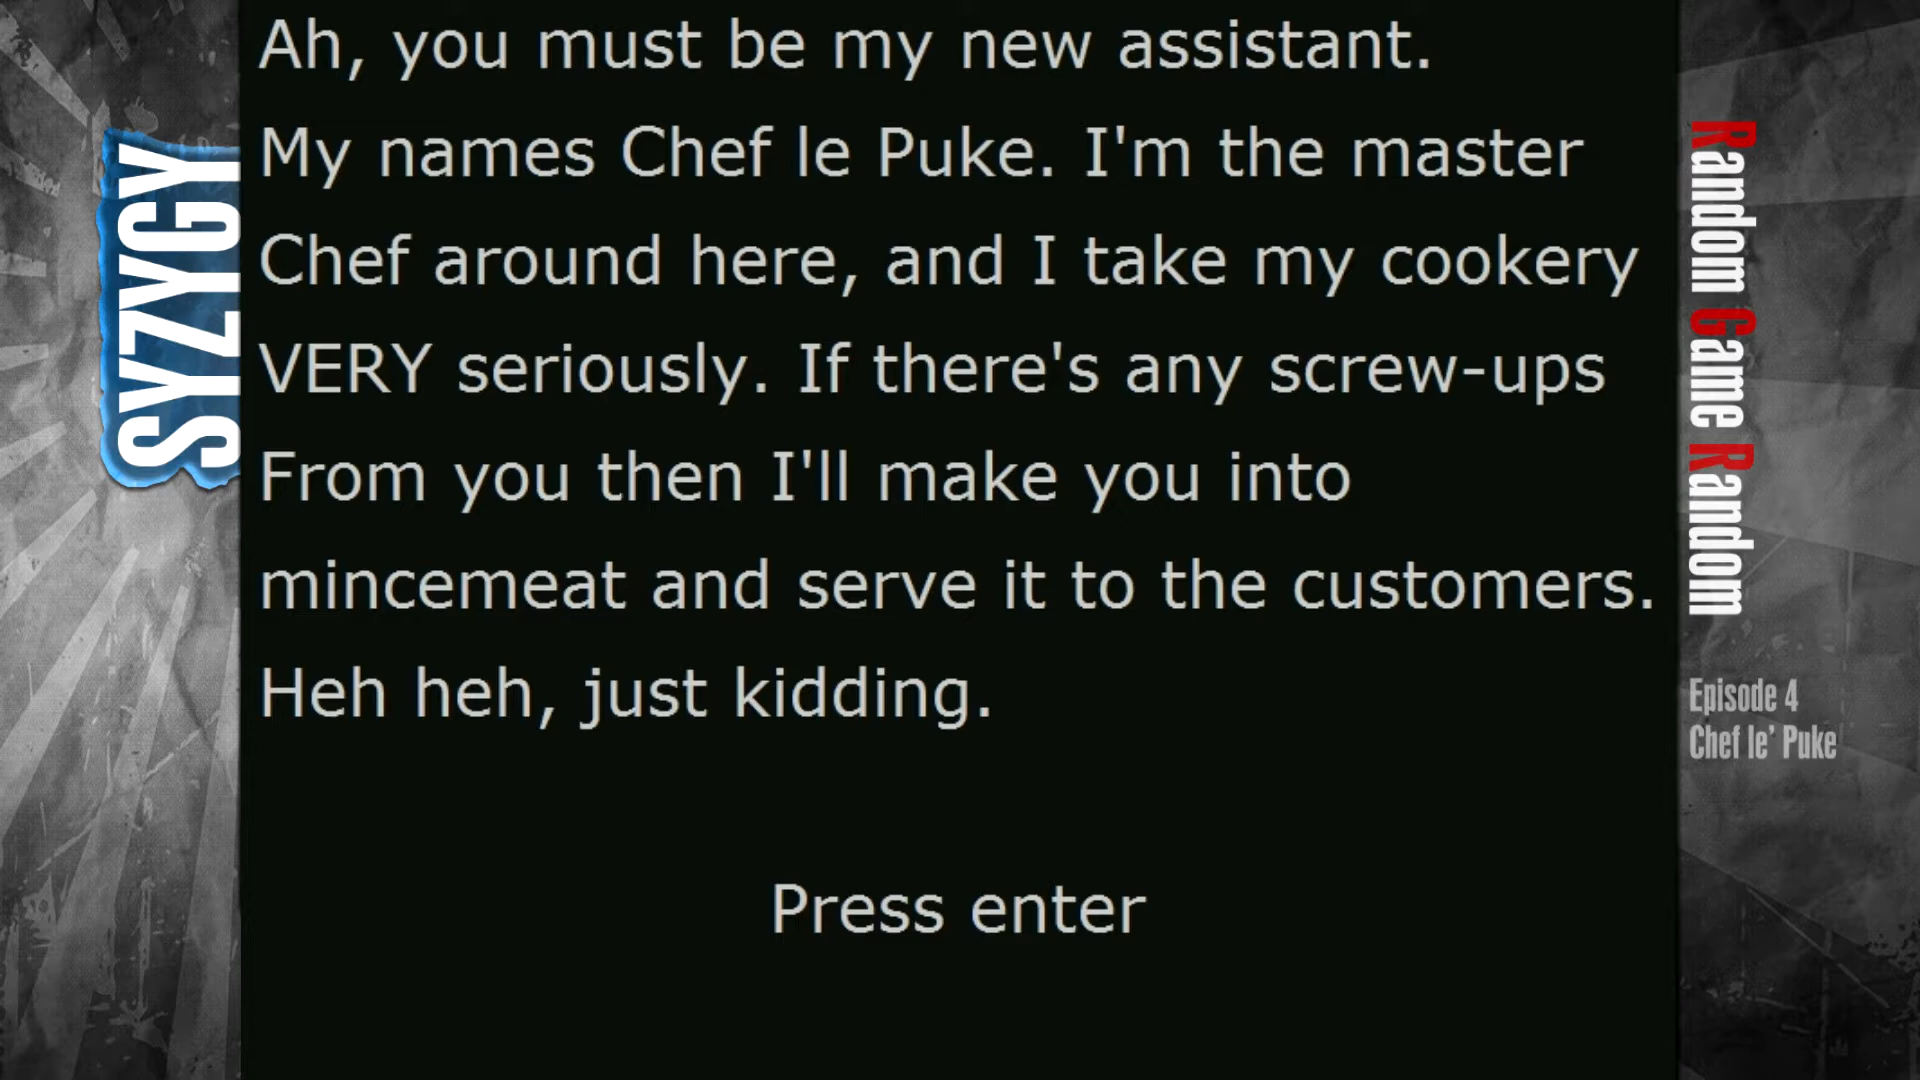 Ah, you must be my new assistant.
My names Chef le Puke. I'm the master
Chef around here, and I take my cookery
VERY seriously. If there's any screw-ups
From you then I'll make you into
mincemeat and serve it to the customers.
Heh heh, just kidding.
Press enter
SYZYGY
Random Game Random
Episode 4
Chef le’ Puke